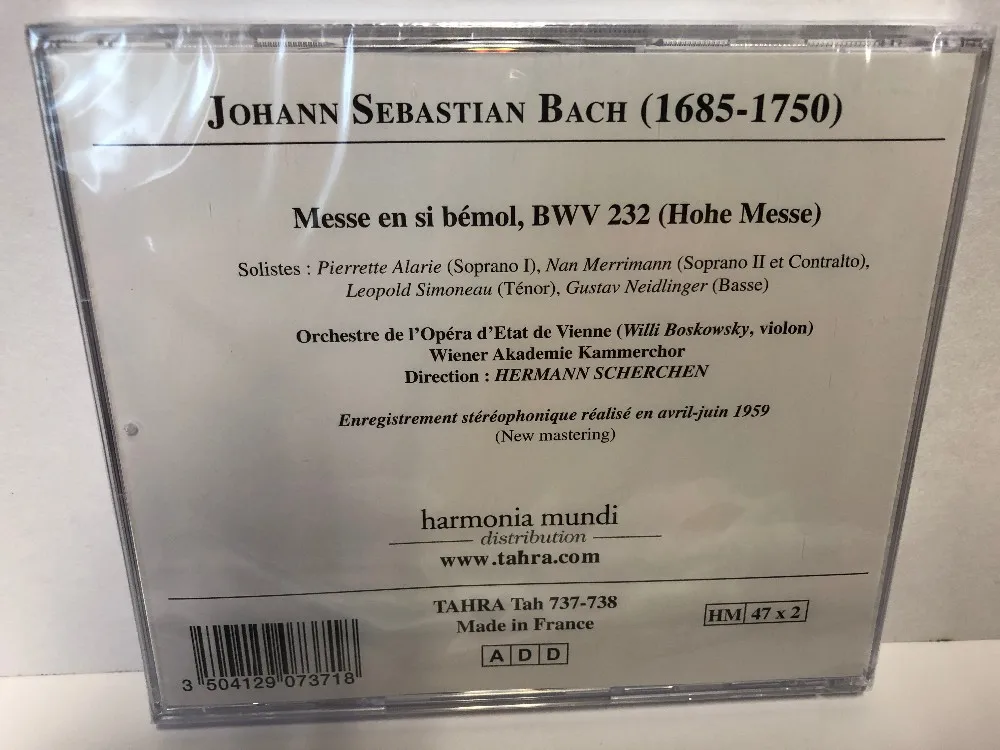 JOHANN SEBASTIAN BACH (1685-1750)
Messe en si bémol, BWV 232 (Hohe Messe)
Solistes : Pierrette Alarie (Soprano I), Nan Merrimann (Soprano II et Contralto),
Leopold Simoneau (Ténor), Gustav Neidlinger (Basse)
Orchestre de l'Opéra d'Etat de Vienne (Willi Boskowsky, violon)
Wiener Akademie Kammerchor
Direction : HERMANN SCHERCHEN
Enregistrement stéréophonique réalisé en avril-juin 1959
(New mastering)
harmonia mundi
distribution
www.tahra.com
TAHRA Tah 737-738
Made in France
HM 47 x 2
A D D
3 504129 073718